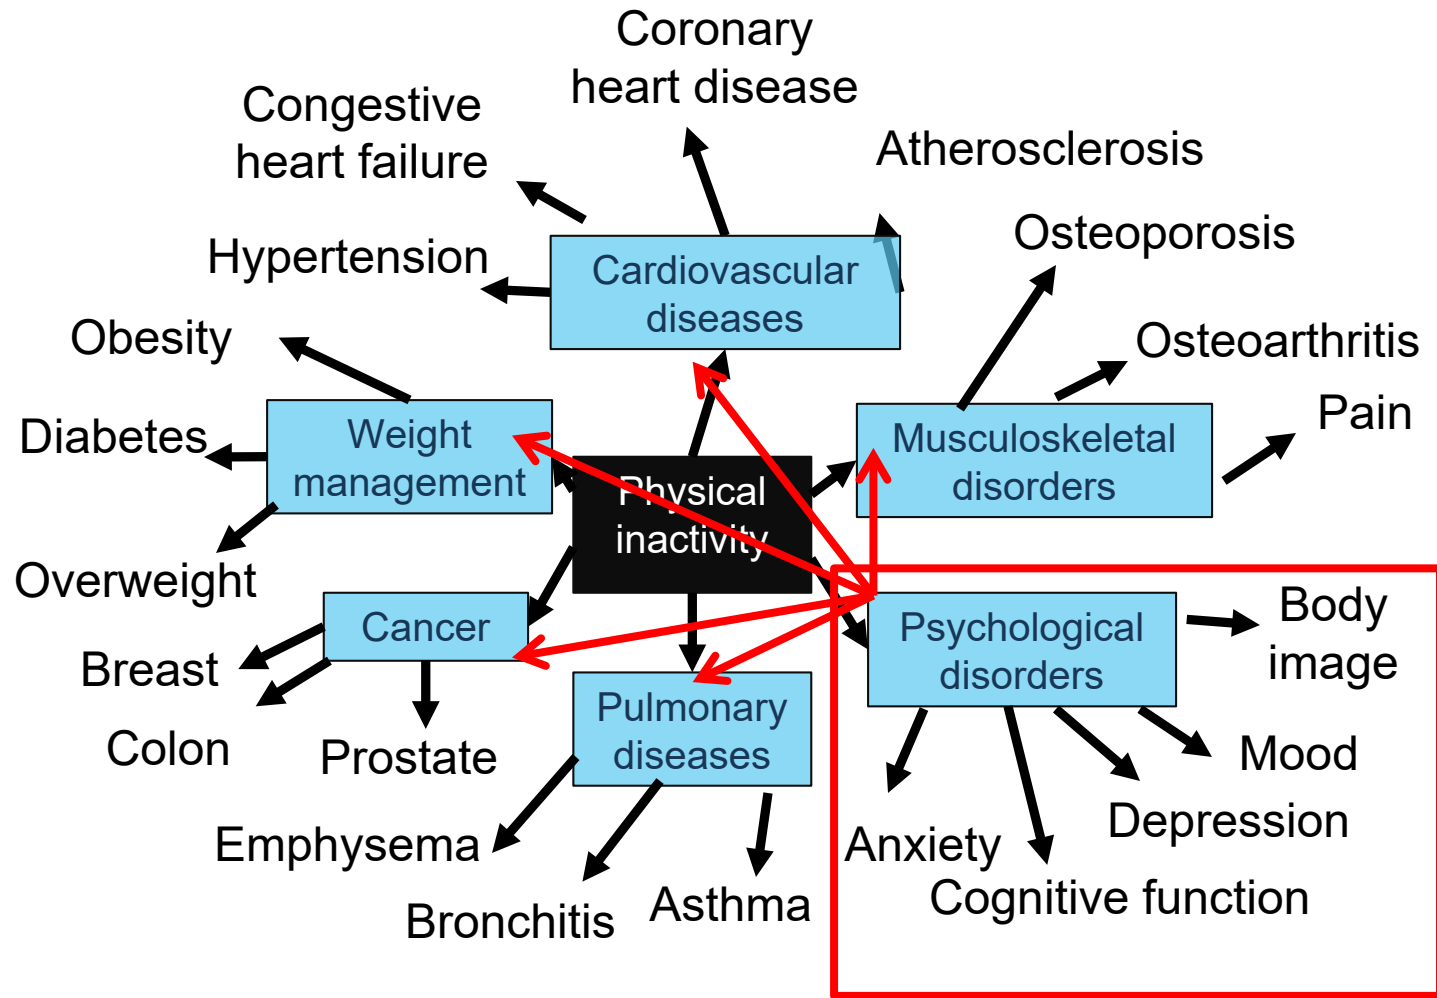 Coronary
heart disease
Congestive
heart failure
Atherosclerosis
Osteoporosis
Hypertension
Cardiovascular
diseases
Obesity
Osteoarthritis
Pain
Diabetes
Weight
management
Musculoskeletal
disorders
Physical
inactivity
Overweight
Cancer
Psychological
disorders
Body
image
Breast
Colon
Prostate
Pulmonary
diseases
Mood
Depression
Emphysema
Anxiety
Cognitive function
Bronchitis
Asthma